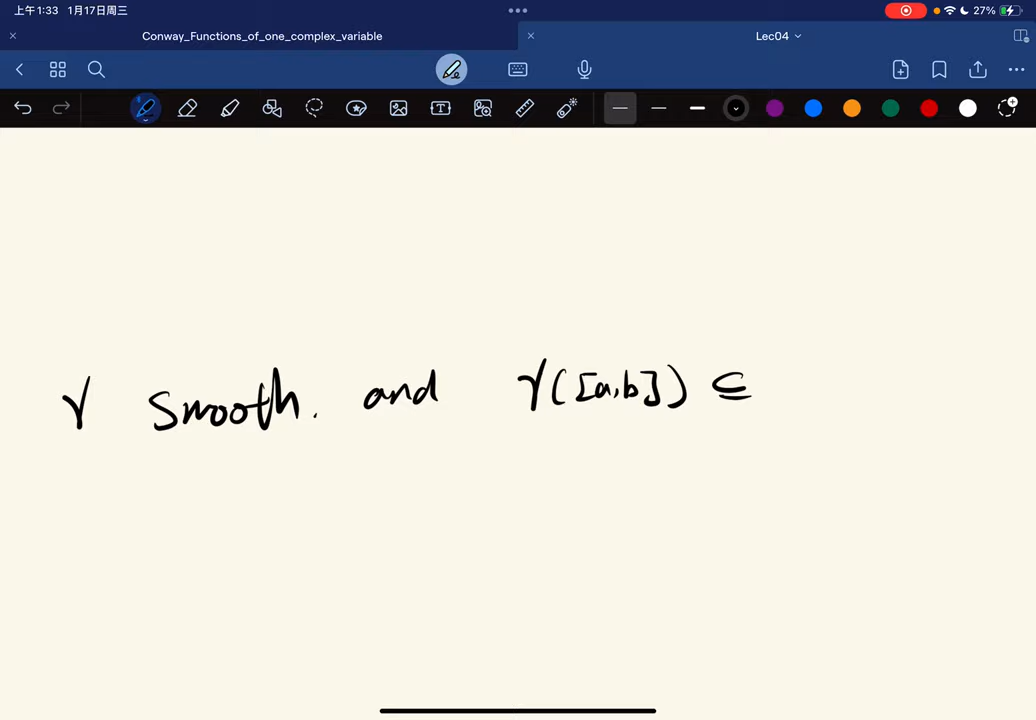 上午1:33 1月17日周三
27%
Conway_Functions_of_one_complex_variable
Lec04
γ smooth. and γ([a,b]) ⊆